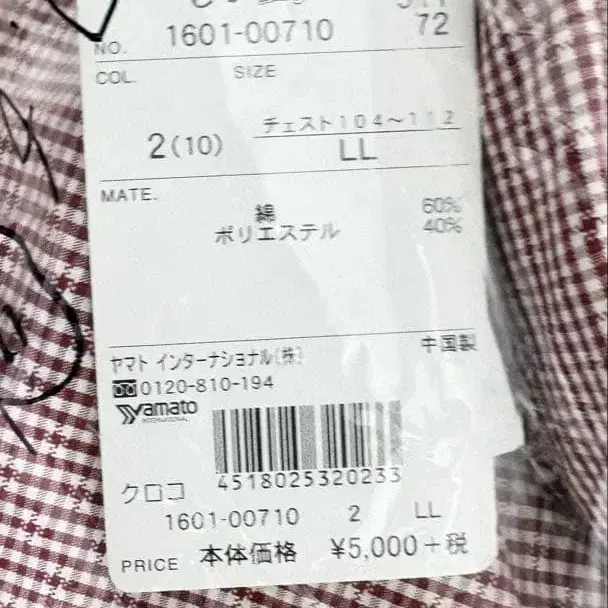 NO. 1601-00710 72
COL. SIZE
チェスト104～112
2(10) LL
MATE.
綿 60%
ポリエステル 40%
中国製
ヤマト インターナショナル(株)
0120-810-194
Yamato
INTERNATIONAL
4518025320233
クロコ
1601-00710 2 LL
PRICE 本体価格 ¥5,000+税